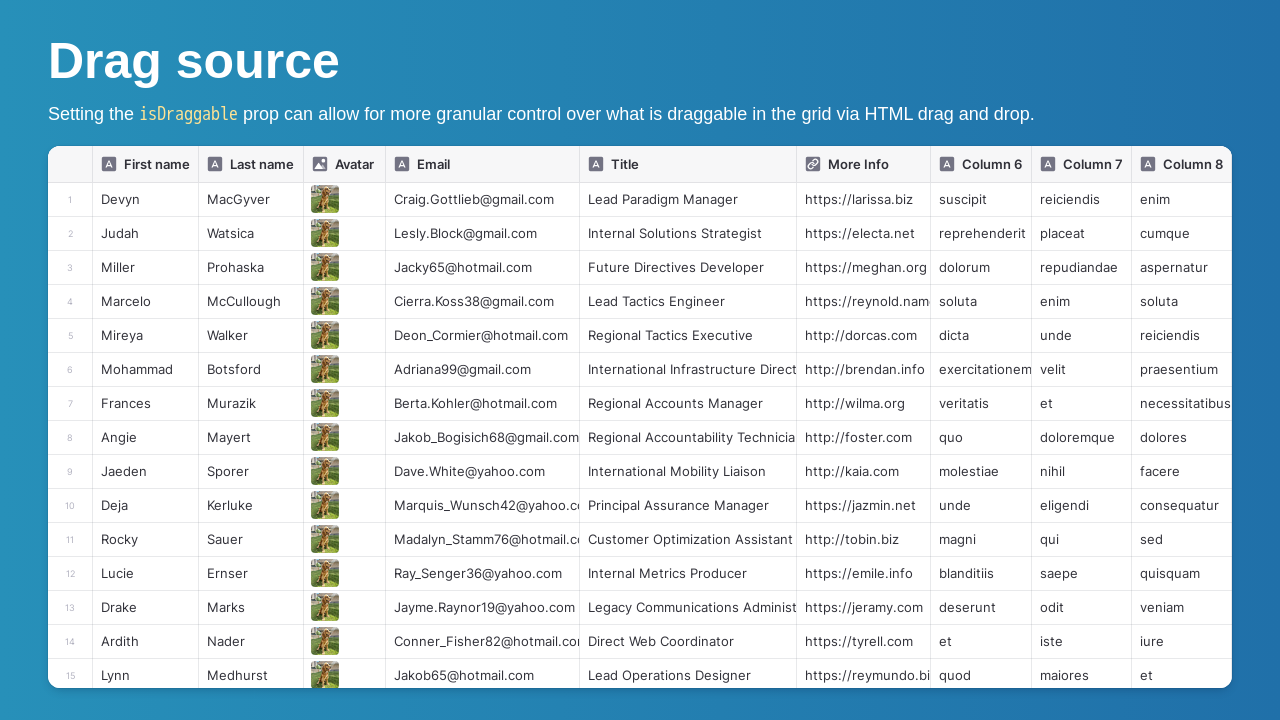 Drag source
Setting the isDraggable prop can allow for more granular control over what is draggable in the grid via HTML drag and drop.
First name Last name Avatar Email Title More Info Column 6 Column 7 Column 8
1 Devyn MacGyver Craig.Gottlieb@gmail.com Lead Paradigm Manager https://larissa.biz suscipit reiciendis enim
2 Judah Watsica Lesly.Block@gmail.com Internal Solutions Strategist https://electa.net reprehenderit placeat cumque
3 Miller Prohaska Jacky65@hotmail.com Future Directives Developer https://meghan.org dolorum repudiandae aspernatur
4 Marcelo McCullough Cierra.Koss38@gmail.com Lead Tactics Engineer https://reynold.name soluta enim soluta
5 Mireya Walker Deon_Cormier@hotmail.com Regional Tactics Executive http://dorcas.com dicta unde reiciendis
6 Mohammad Botsford Adriana99@gmail.com International Infrastructure Direct http://brendan.info exercitationem velit praesentium
7 Frances Murazik Berta.Kohler@hotmail.com Regional Accounts Manager http://wilma.org veritatis et necessitatibus
8 Angie Mayert Jakob_Bogisich68@gmail.com Regional Accountability Technicia http://foster.com quo doloremque dolores
9 Jaeden Sporer Dave.White@yahoo.com International Mobility Liaison http://kaia.com molestiae nihil facere
10 Deja Kerluke Marquis_Wunsch42@yahoo.co Principal Assurance Manager https://jazmin.net unde eligendi consequatur
11 Rocky Sauer Madalyn_Stamm76@hotmail.co Customer Optimization Assistant http://tobin.biz magni qui sed
12 Lucie Ernser Ray_Senger36@yahoo.com Internal Metrics Producer https://emile.info blanditiis saepe quisquam
13 Drake Marks Jayme.Raynor19@yahoo.com Legacy Communications Administ https://jeramy.com deserunt odit veniam
14 Ardith Nader Conner_Fisher82@hotmail.com Direct Web Coordinator https://tyrell.com et iste iure
15 Lynn Medhurst Jakob65@hotmail.com Lead Operations Designer https://reymundo.bi quod maiores et